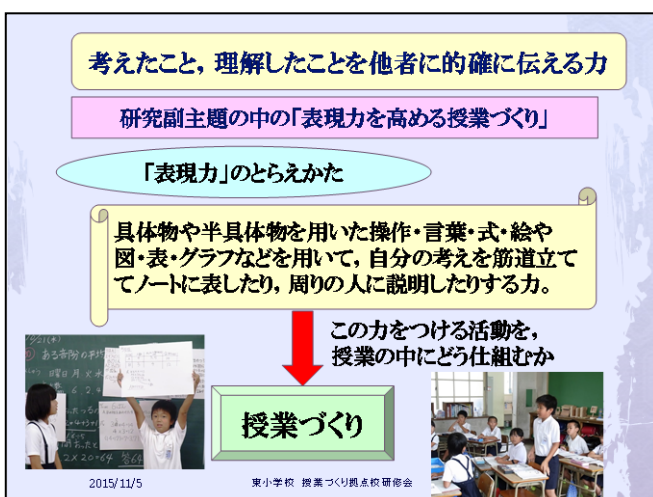 考えたこと，理解したことを他者に的確に伝える力
研究副主題の中の「表現力を高める授業づくり」
「表現力」のとらえかた
具体物や半具体物を用いた操作・言葉・式・絵や
図・表・グラフなどを用いて，自分の考えを筋道立て
てノートに表したり，周りの人に説明したりする力。
この力をつける活動を，
授業の中にどう仕組むか
授業づくり
2015/11/5
東小学校 授業づくり拠点校研修会